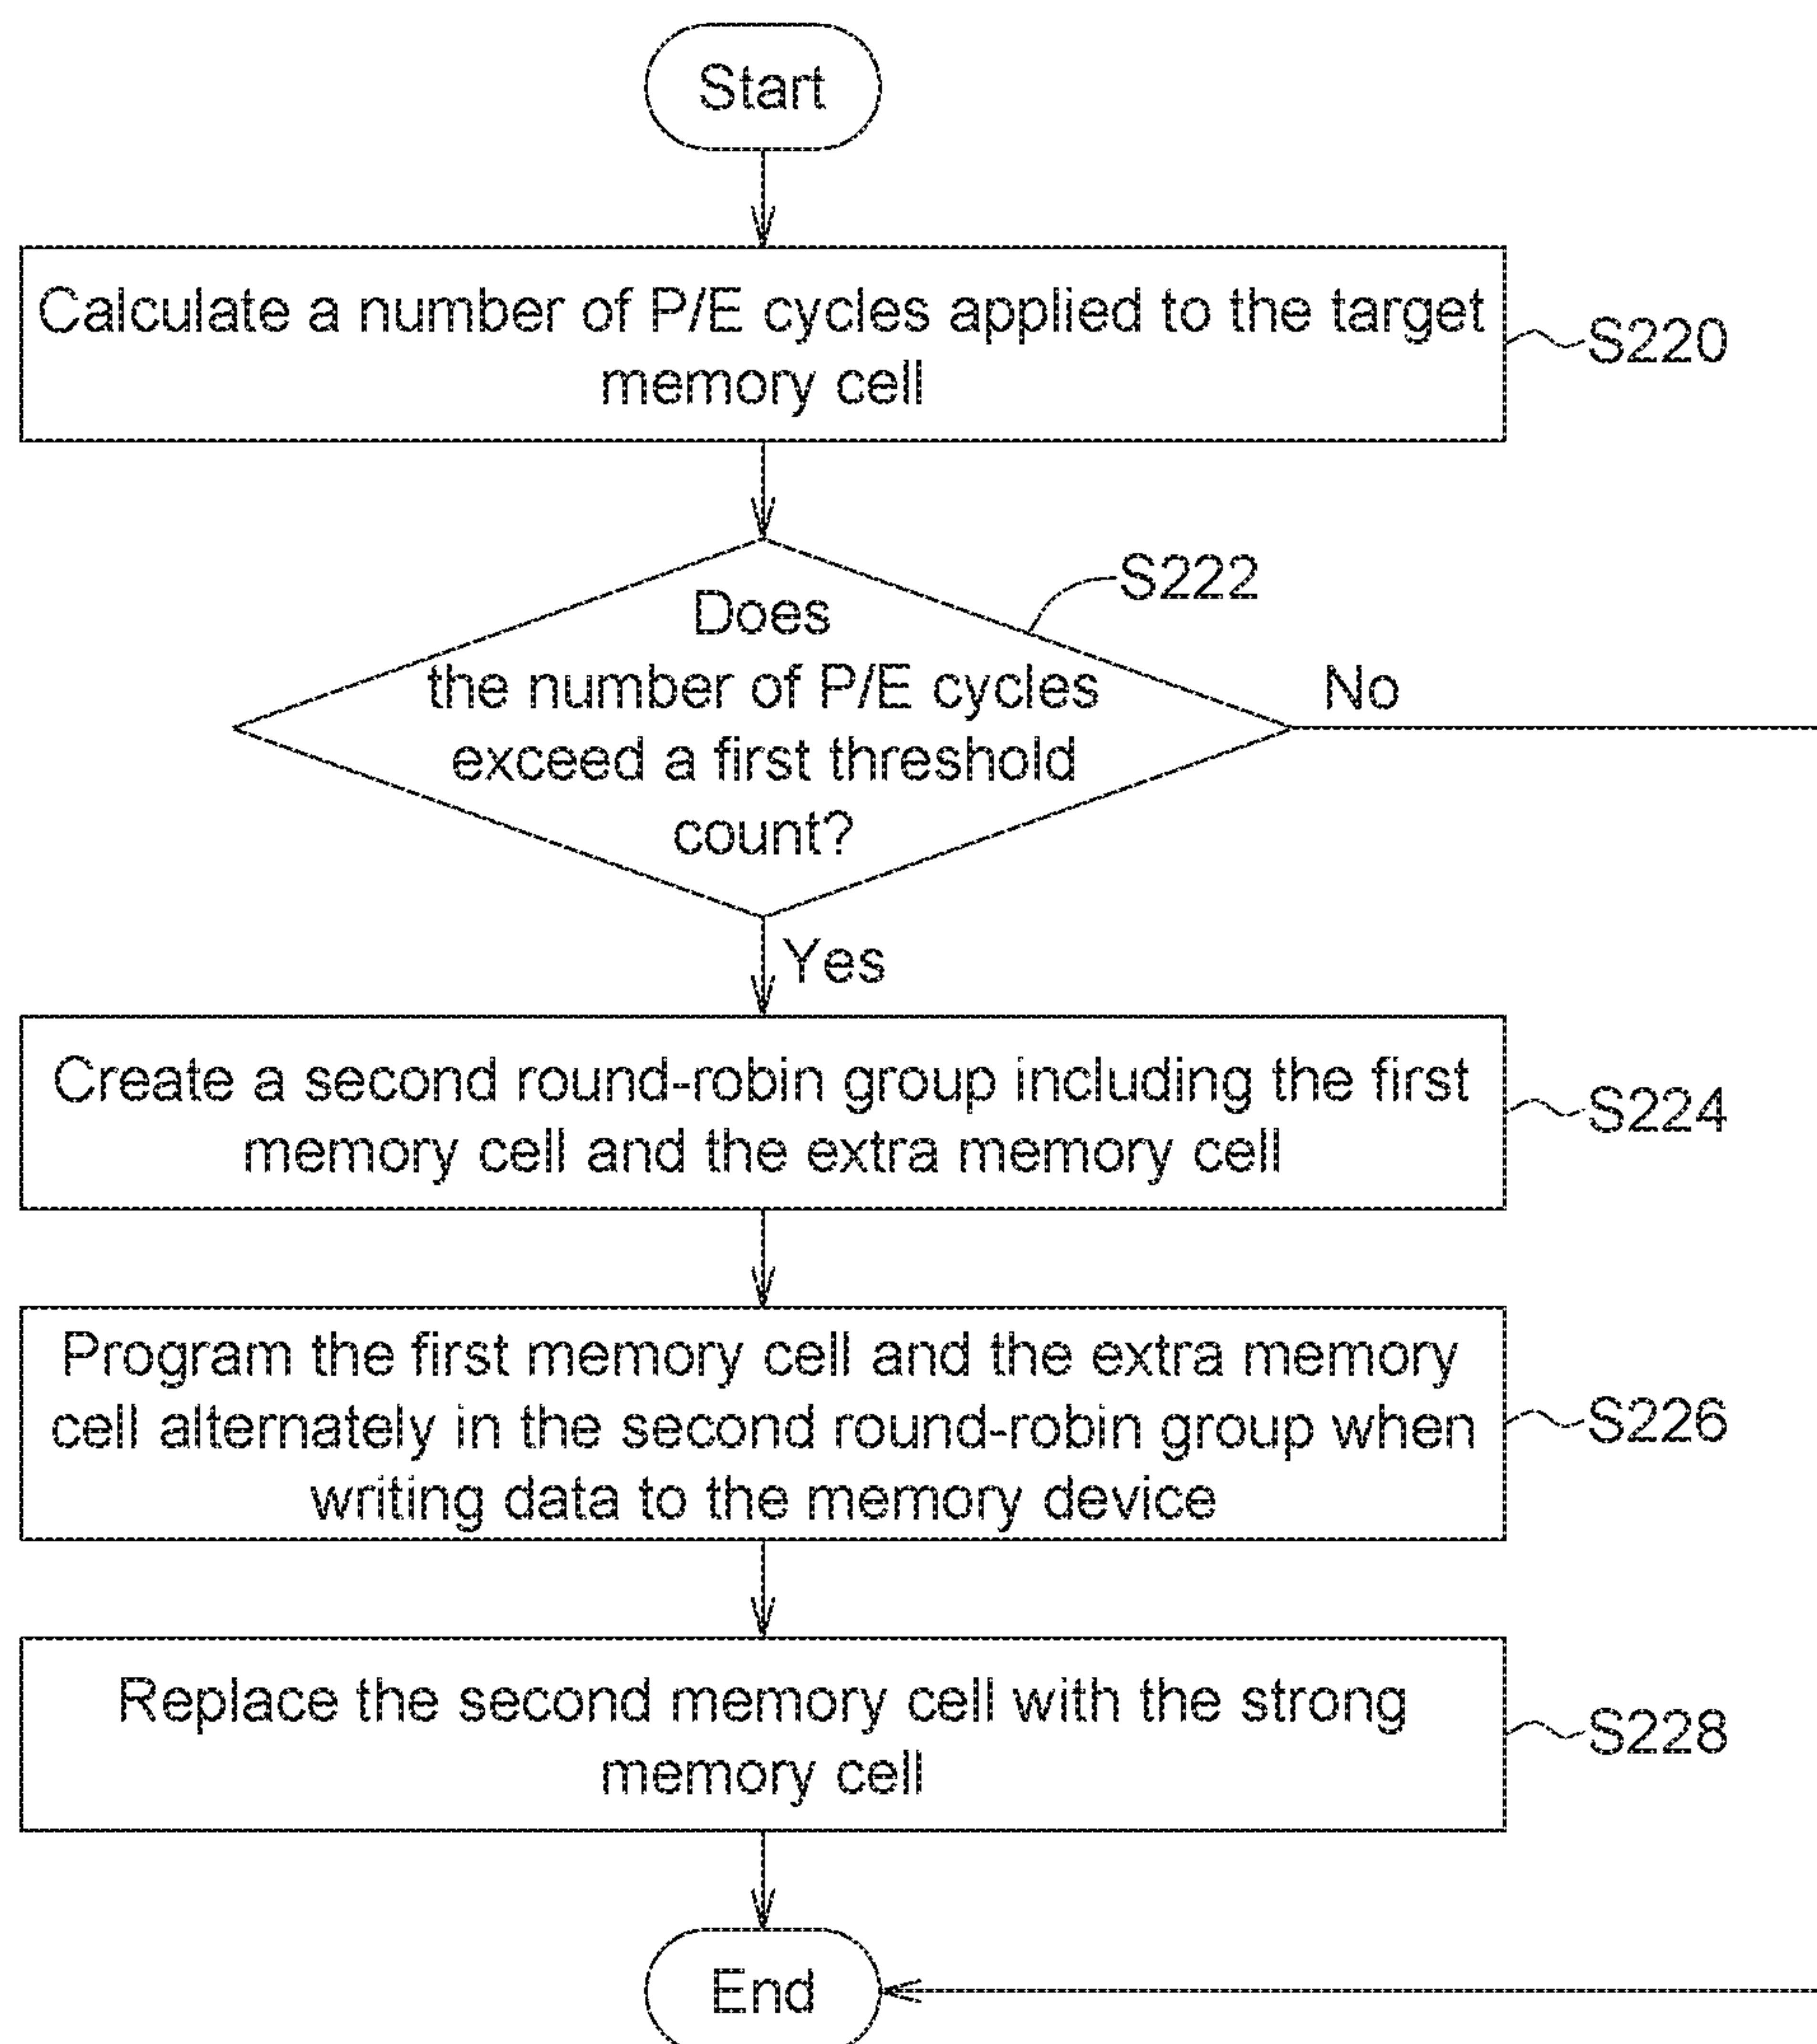 Start
Calculate a number of P/E cycles applied to the target
memory cell
S220
S222
Does
the number of P/E cycles
exceed a first threshold
count?
No
Yes
Create a second round-robin group including the first
memory cell and the extra memory cell
S224
Program the first memory cell and the extra memory
cell alternately in the second round-robin group when
writing data to the memory device
S226
Replace the second memory cell with the strong
memory cell
S228
End